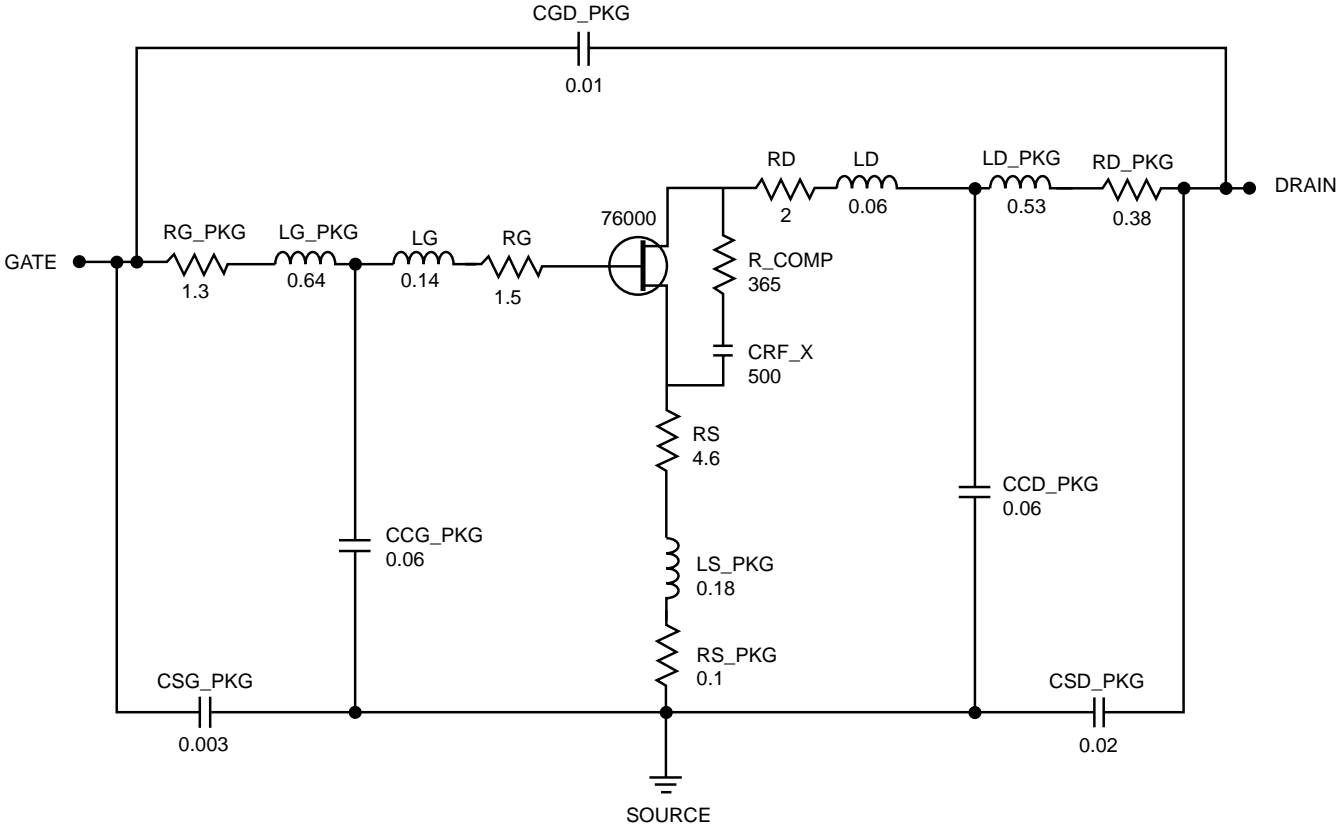 CGD_PKG
0.01
RD
LD
LD_PKG
RD_PKG
DRAIN
2
0.06
0.53
0.38
76000
RG_PKG
LG_PKG
LG
RG
GATE
1.3
0.64
0.14
1.5
R_COMP
365
CRF_X
500
RS
4.6
CCD_PKG
0.06
CCG_PKG
0.06
LS_PKG
0.18
RS_PKG
0.1
CSG_PKG
0.003
CSD_PKG
0.02
SOURCE